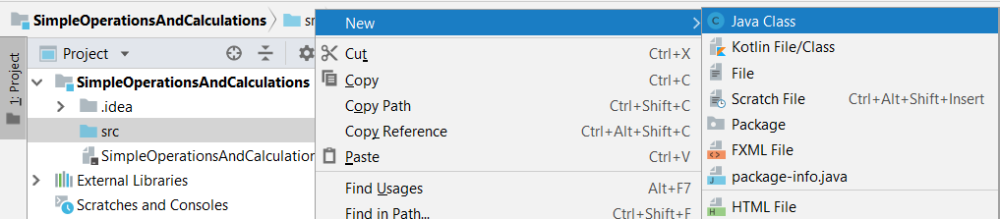 SimpleOperationsAndCalculations
1: Project
Project
SimpleOperationsAndCalculations
.idea
src
SimpleOperationsAndCalculation
External Libraries
Scratches and Consoles
New
Cut Ctrl+X
Copy Ctrl+C
Copy Path Ctrl+Shift+C
Copy Reference Ctrl+Alt+Shift+C
Paste Ctrl+V
Find Usages Alt+F7
Find in Path... Ctrl+Shift+F
Java Class
Kotlin File/Class
File
Scratch File Ctrl+Alt+Shift+Insert
Package
FXML File
package-info.java
HTML File